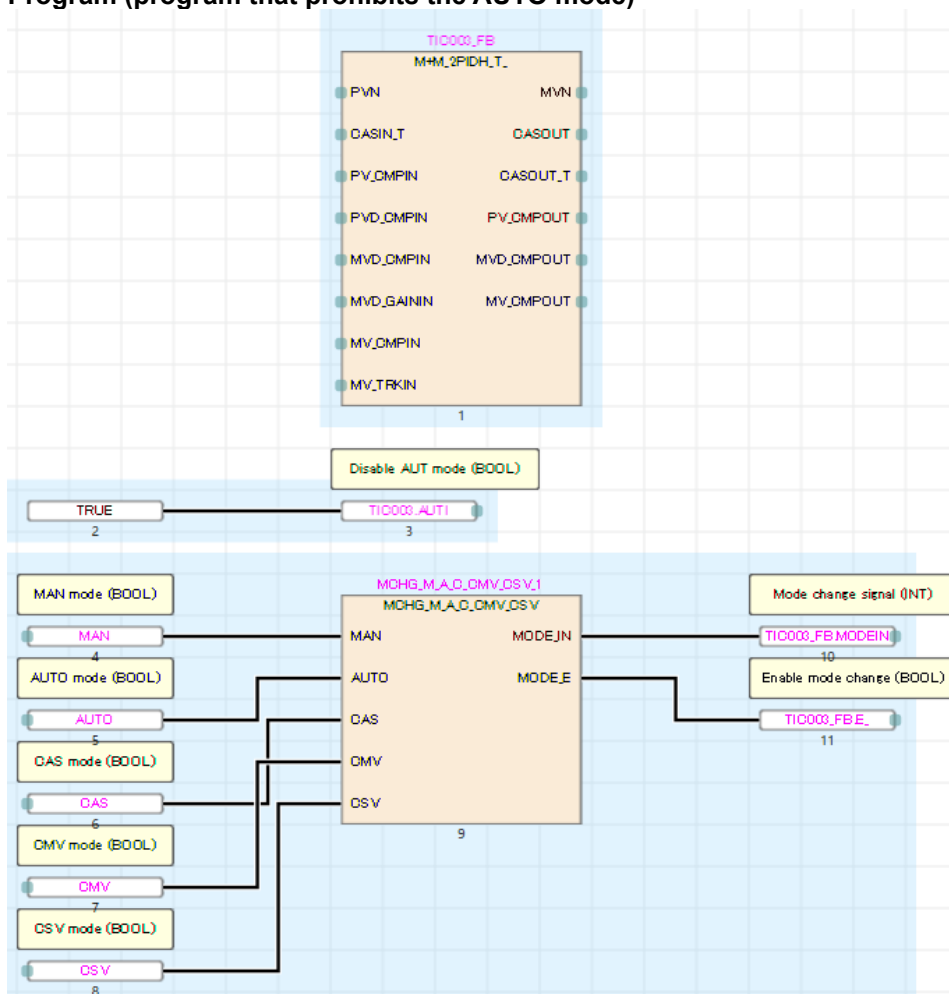 Program (program that prohibits the AUTO mode)
TIC003_FB
M+M_2PIDH_T_
PVN MVN
CASIN_T CASOUT
PV_CMPIN CASOUT_T
PVD_CMPIN PV_CMPOUT
MVD_CMPIN MVD_CMPOUT
MVD_GAININ MV_CMPOUT
MV_CMPIN
MV_TRKIN
1
Disable AUT mode (BOOL)
TRUE TIC003.AUTI
2 3
MAN mode (BOOL) MCHG_M_A_C_CMV_CSV_1 Mode change signal (INT)
MCHG_M_A_C_CMV_CSV
MAN MAN MODE_IN TIC003_FB.MODEIN
4 10
AUTO mode (BOOL) AUTO MODE_E Enable mode change (BOOL)
AUTO CAS TIC003_FB.E_
5 11
CAS mode (BOOL) CMV
CAS CSV
6 9
CMV mode (BOOL)
CMV
7
CSV mode (BOOL)
CSV
8